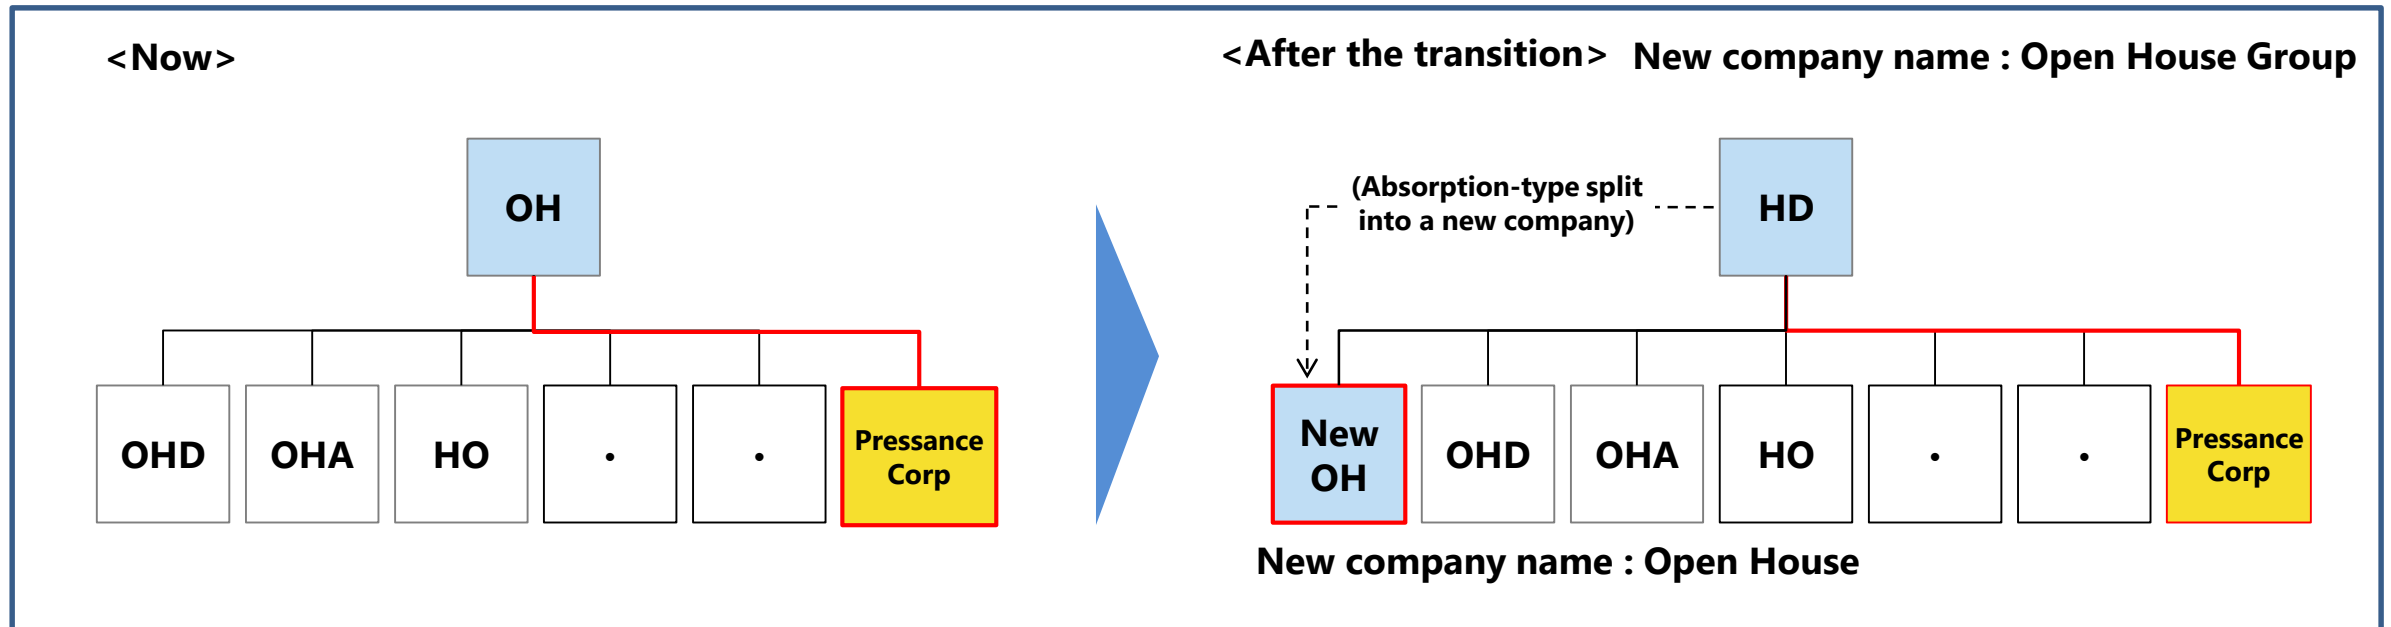 <Now>
<After the transition>
New company name : Open House Group
OH
OHD
OHA
HO
・
・
Pressance
Corp
(Absorption-type split
into a new company)
HD
New
OH
OHD
OHA
HO
・
・
Pressance
Corp
New company name : Open House